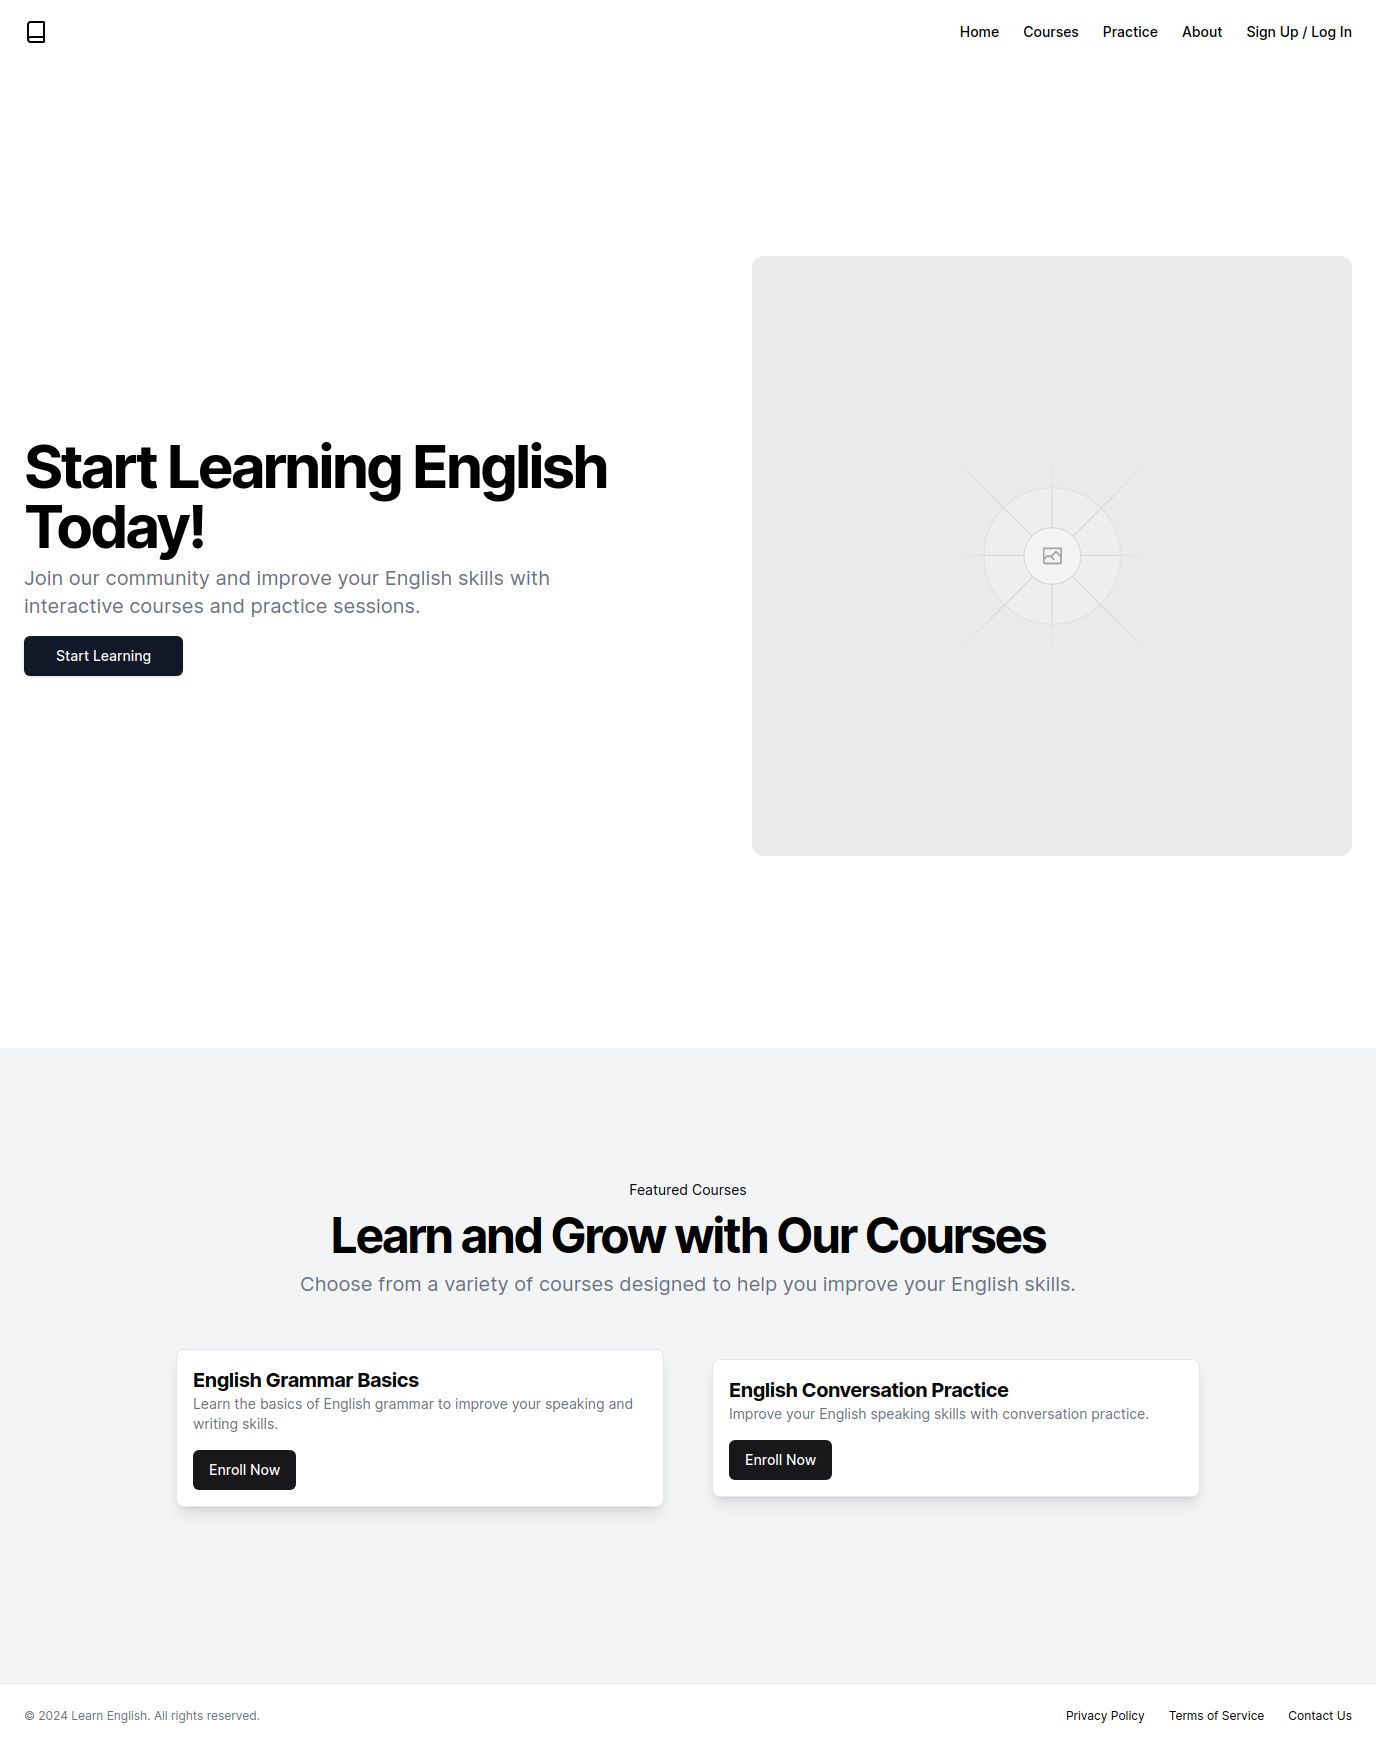 Home Courses Practice About Sign Up / Log In
Start Learning English
Today!
Join our community and improve your English skills with
interactive courses and practice sessions.
Start Learning
Featured Courses
Learn and Grow with Our Courses
Choose from a variety of courses designed to help you improve your English skills.
English Grammar Basics
Learn the basics of English grammar to improve your speaking and
writing skills.
Enroll Now
English Conversation Practice
Improve your English speaking skills with conversation practice.
Enroll Now
© 2024 Learn English. All rights reserved.
Privacy Policy Terms of Service Contact Us